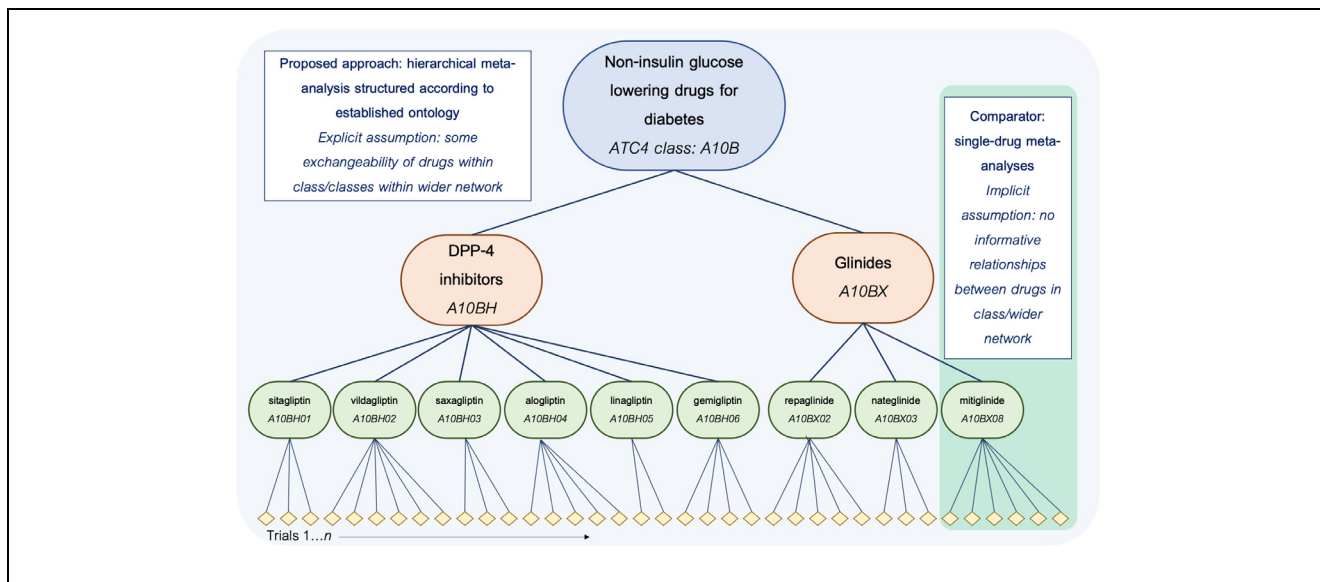 Proposed approach: hierarchical meta-
analysis structured according to
established ontology
Explicit assumption: some
exchangeability of drugs within
class/classes within wider network
Non-insulin glucose
lowering drugs for
diabetes
ATC4 class: A10B
Comparator:
single-drug meta-
analyses
Implicit
assumption: no
informative
relationships
between drugs in
class/wider
network
DPP-4
inhibitors
A10BH
Glinides
A10BX
sitagliptin
A10BH01
vildagliptin
A10BH02
saxagliptin
A10BH03
alogliptin
A10BH04
linagliptin
A10BH05
gemigliptin
A10BH06
repaglinide
A10BX02
nateglinide
A10BX03
mitiglinide
A10BX08
Trials 1...n